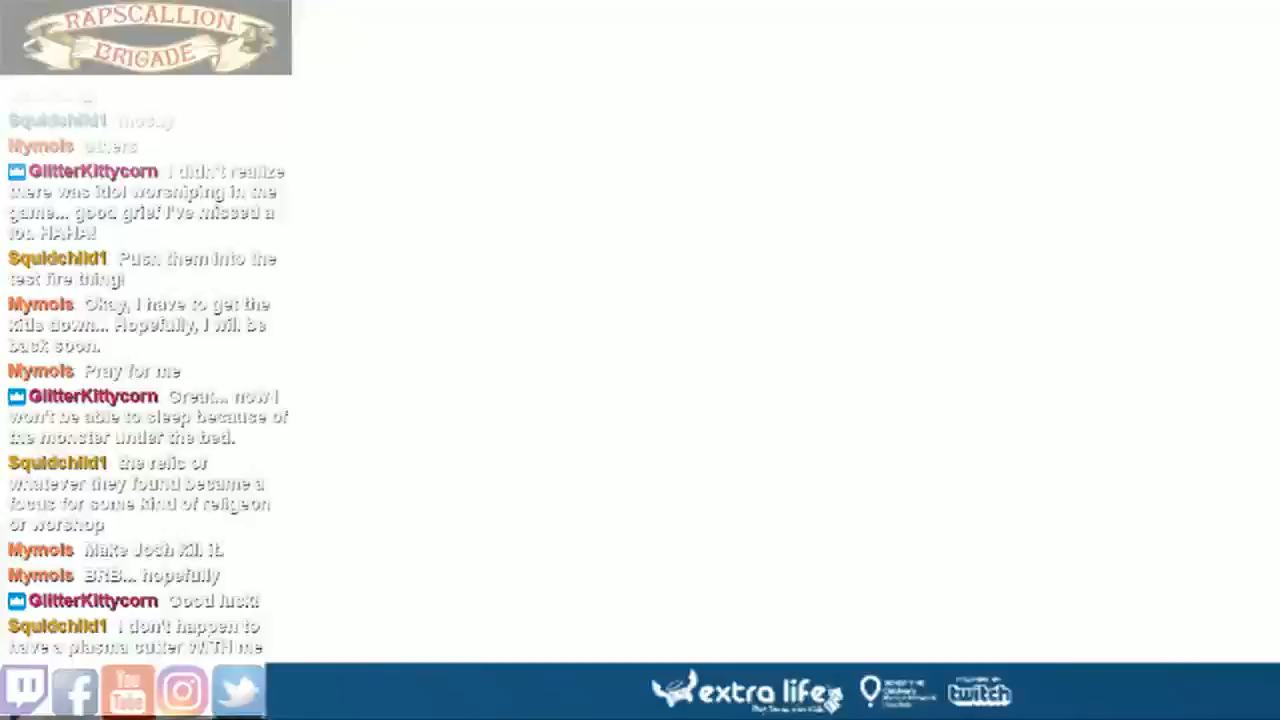 RAPSCALLION
BRIGADE
Squidchild1 mostly
Mymols others
GlitterKittycorn I didn't realize
there was idol worshiping in the
game... good grief I've missed a
lot. HAHA!
Squidchild1 Push them into the
test fire thing!
Mymols Okay, I have to get the
kids down... Hopefully, I will be
back soon.
Mymols Pray for me
GlitterKittycorn Great... now I
won't be able to sleep because of
the monster under the bed.
Squidchild1 the relic or
whatever they found became a
focus for some kind of religeon
or worshop
Mymols Make Josh kill it.
Mymols BRB... hopefully
GlitterKittycorn Good luck!
Squidchild1 I don't happen to
have a plasma cutter WITH me
You
Tube
extra life
twitch